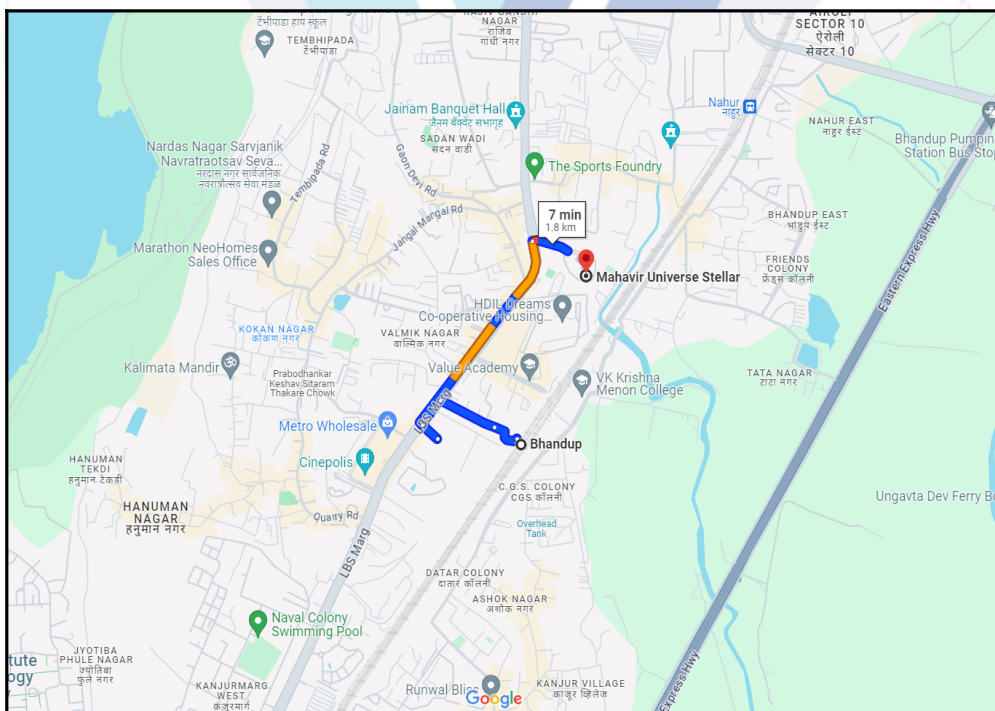 RAJIV GANDHI
NAGAR
राजिव
गांधी नगर
SECTOR 10
ऐरोली
सेक्टर 10
टेंभीपाडा हाय स्कूल
TEMBHIPADA
टेंभीपाडा
Nahur
नाहूर
Jainam Banquet Hall
जैनम बँक्वेट सभागृह
NAHUR EAST
नाहूर ईस्ट
Bhandup Pumpin
Station Bus Stop
SADAN WADI
सदन वाडी
Nardas Nagar Sarvjanik
Navratraotsav Seva...
नरदास नगर सार्वजनिक
नवरात्रौत्सव सेवा मंडळ
Tembipada Rd
Gaon Devi Rd
The Sports Foundry
Jangal Mangal Rd
7 min
1.8 km
BHANDUP EAST
भांडुप ईस्ट
Marathon NeoHomes
Sales Office
Mahavir Universe Stellar
FRIENDS
COLONY
फ्रेंड्स कॉलनी
Eastern Express Hwy
HDIL Dreams
Co-operative Housing...
KOKAN NAGAR
कोकण नगर
VALMIK NAGAR
वाल्मिक नगर
Kalimata Mandir
Value Academy
Prabodhankar
Keshav Sitaram
Thakare Chowk
VK Krishna
Menon College
TATA NAGAR
टाटा नगर
LBS Marg
Metro Wholesale
Bhandup
Cinepolis
HANUMAN
TEKDI
हनुमान टेकडी
C.G.S. COLONY
CGS कॉलनी
HANUMAN
NAGAR
हनुमान नगर
Quarry Rd
Overhead
Tank
Ungavta Dev Ferry Bo
LBS Marg
DATAR COLONY
दातार कॉलनी
ASHOK NAGAR
अशोक नगर
Naval Colony
Swimming Pool
JYOTIBA
PHULE NAGAR
ज्योतिबा
फुले नगर
tute
ogy
KANJURMARG
WEST
कांजुरमार्ग
Runwal Bliss
Google
KANJUR VILLAGE
कांजूर व्हिलेज
Express Hwy